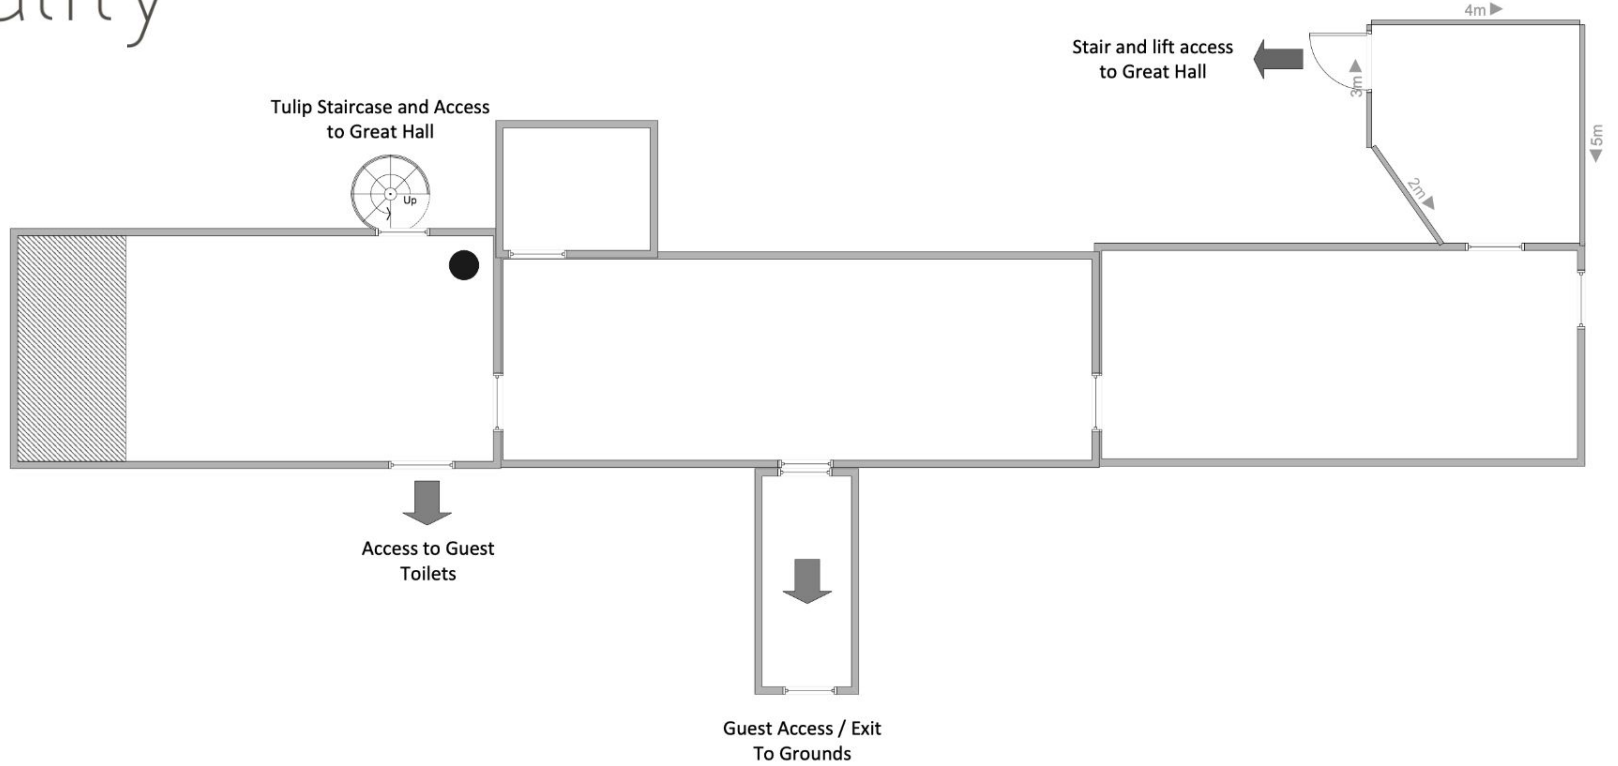 4m
Stair and lift access
to Great Hall
3m
5m
2m
Tulip Staircase and Access
to Great Hall
Up
Access to Guest
Toilets
Guest Access / Exit
To Grounds